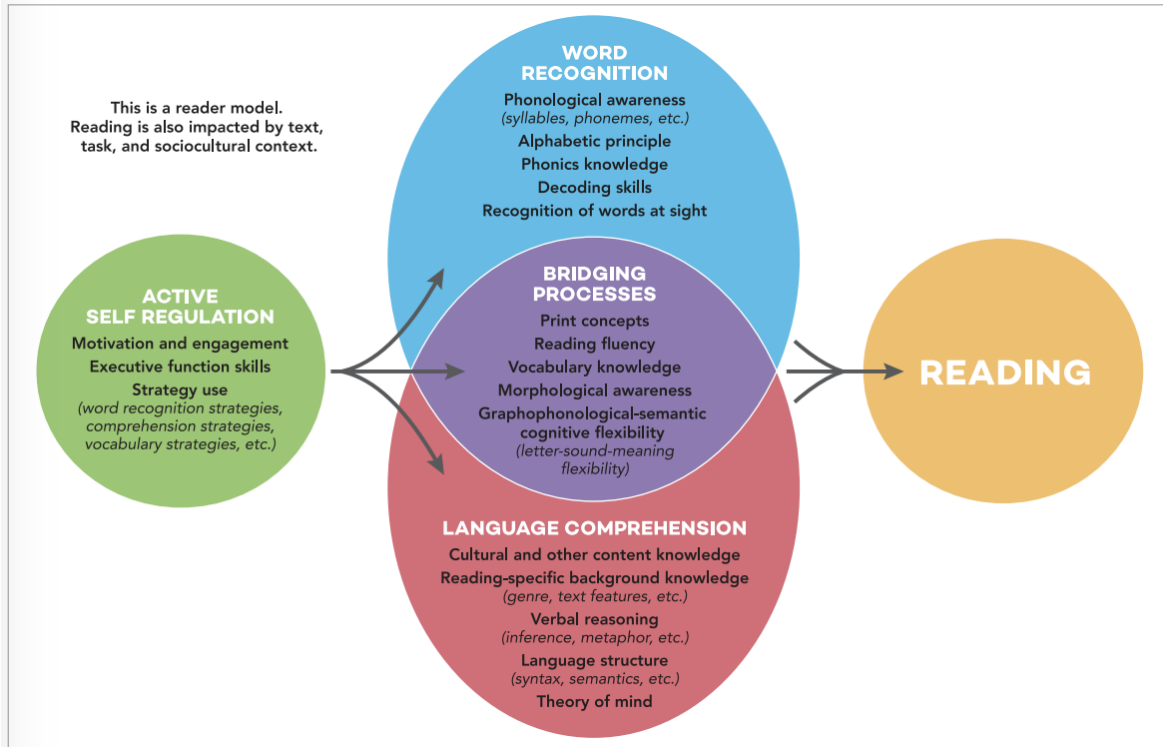 This is a reader model.
Reading is also impacted by text,
task, and sociocultural context.
ACTIVE
SELF REGULATION
Motivation and engagement
Executive function skills
Strategy use
(word recognition strategies,
comprehension strategies,
vocabulary strategies, etc.)
WORD
RECOGNITION
Phonological awareness
(syllables, phonemes, etc.)
Alphabetic principle
Phonics knowledge
Decoding skills
Recognition of words at sight
BRIDGING
PROCESSES
Print concepts
Reading fluency
Vocabulary knowledge
Morphological awareness
Graphophonological-semantic
cognitive flexibility
(letter-sound-meaning
flexibility)
LANGUAGE COMPREHENSION
Cultural and other content knowledge
Reading-specific background knowledge
(genre, text features, etc.)
Verbal reasoning
(inference, metaphor, etc.)
Language structure
(syntax, semantics, etc.)
Theory of mind
READING